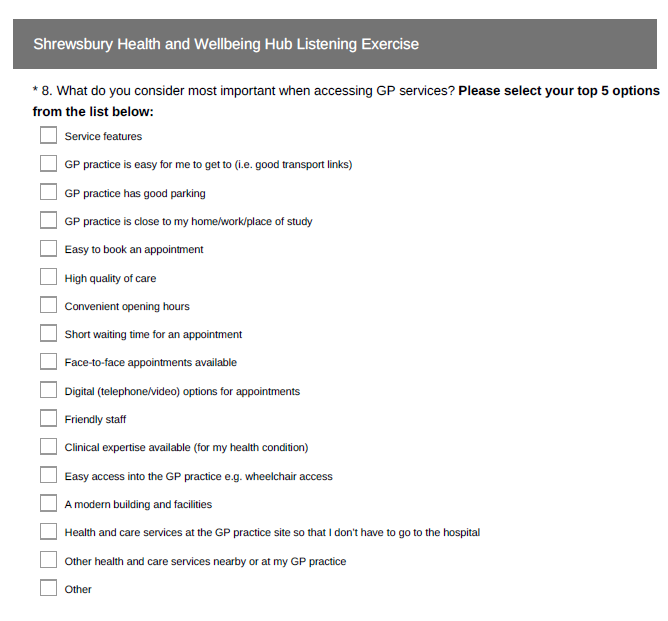 Shrewsbury Health and Wellbeing Hub Listening Exercise
* 8. What do you consider most important when accessing GP services? Please select your top 5 options
from the list below:
Service features
GP practice is easy for me to get to (i.e. good transport links)
GP practice has good parking
GP practice is close to my home/work/place of study
Easy to book an appointment
High quality of care
Convenient opening hours
Short waiting time for an appointment
Face-to-face appointments available
Digital (telephone/video) options for appointments
Friendly staff
Clinical expertise available (for my health condition)
Easy access into the GP practice e.g. wheelchair access
A modern building and facilities
Health and care services at the GP practice site so that I don't have to go to the hospital
Other health and care services nearby or at my GP practice
Other